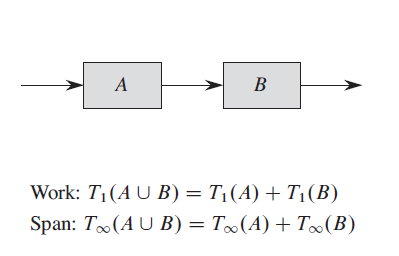 A B
Work: T₁(A ∪ B) = T₁(A) + T₁(B)
Span: T∞(A ∪ B) = T∞(A) + T∞(B)